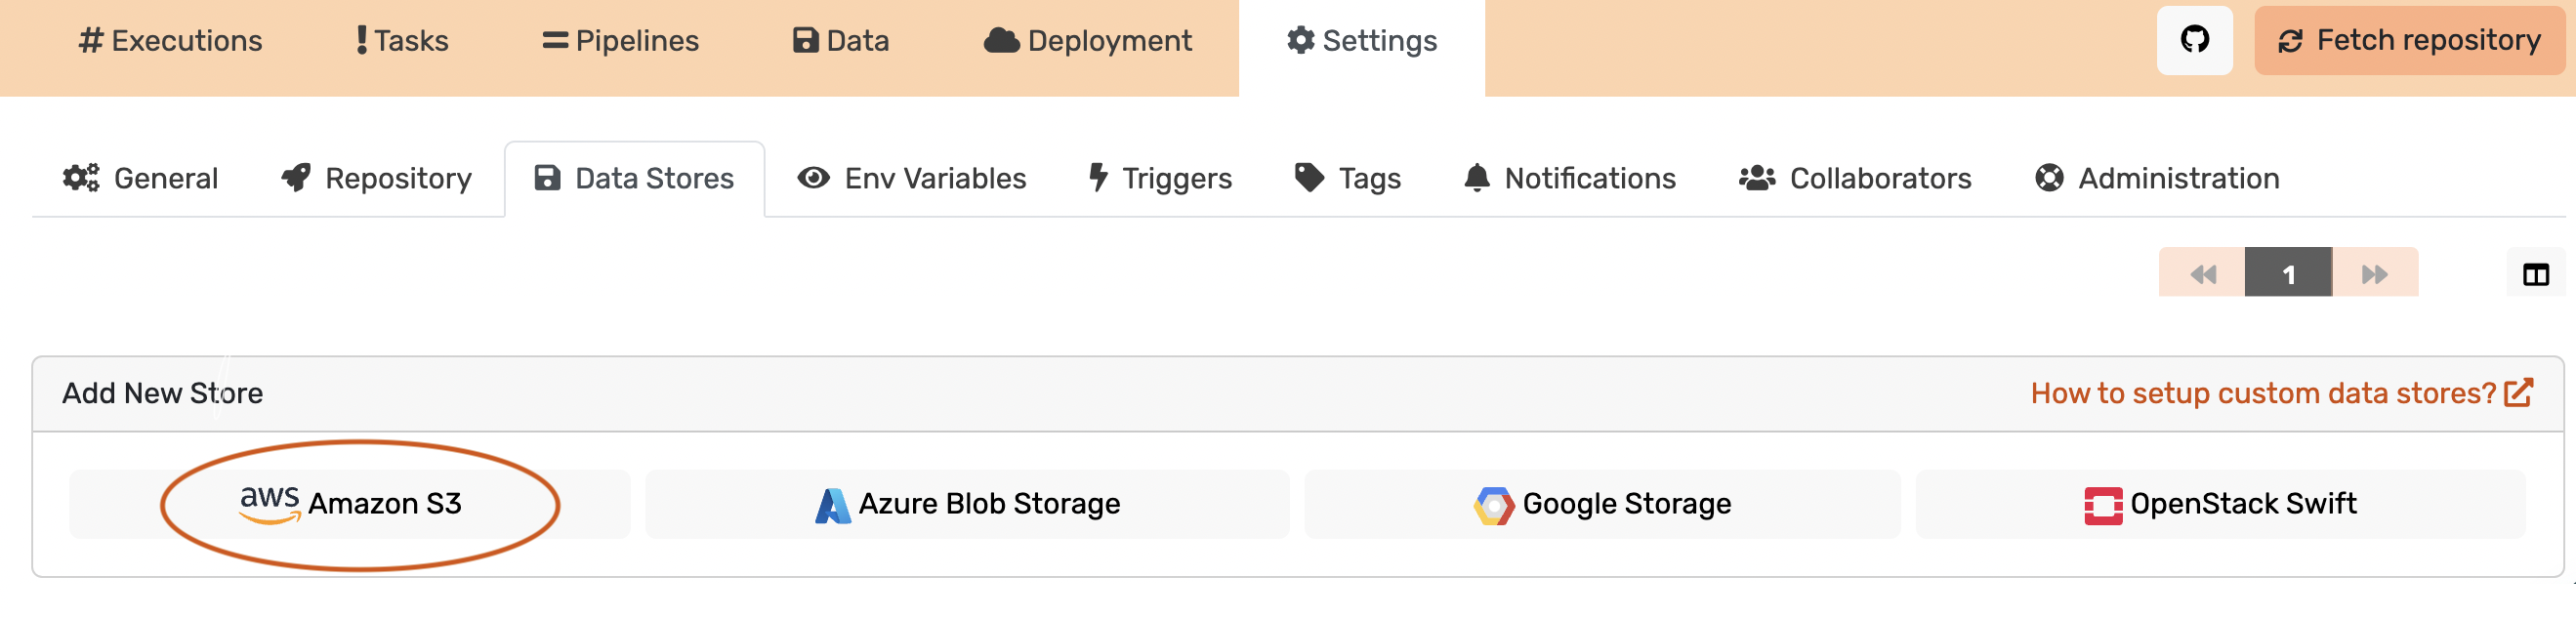 # Executions ! Tasks = Pipelines Data Deployment Settings Fetch repository
General Repository Data Stores Env Variables Triggers Tags Notifications Collaborators Administration
1
Add New Store How to setup custom data stores?
aws Amazon S3 Azure Blob Storage Google Storage OpenStack Swift